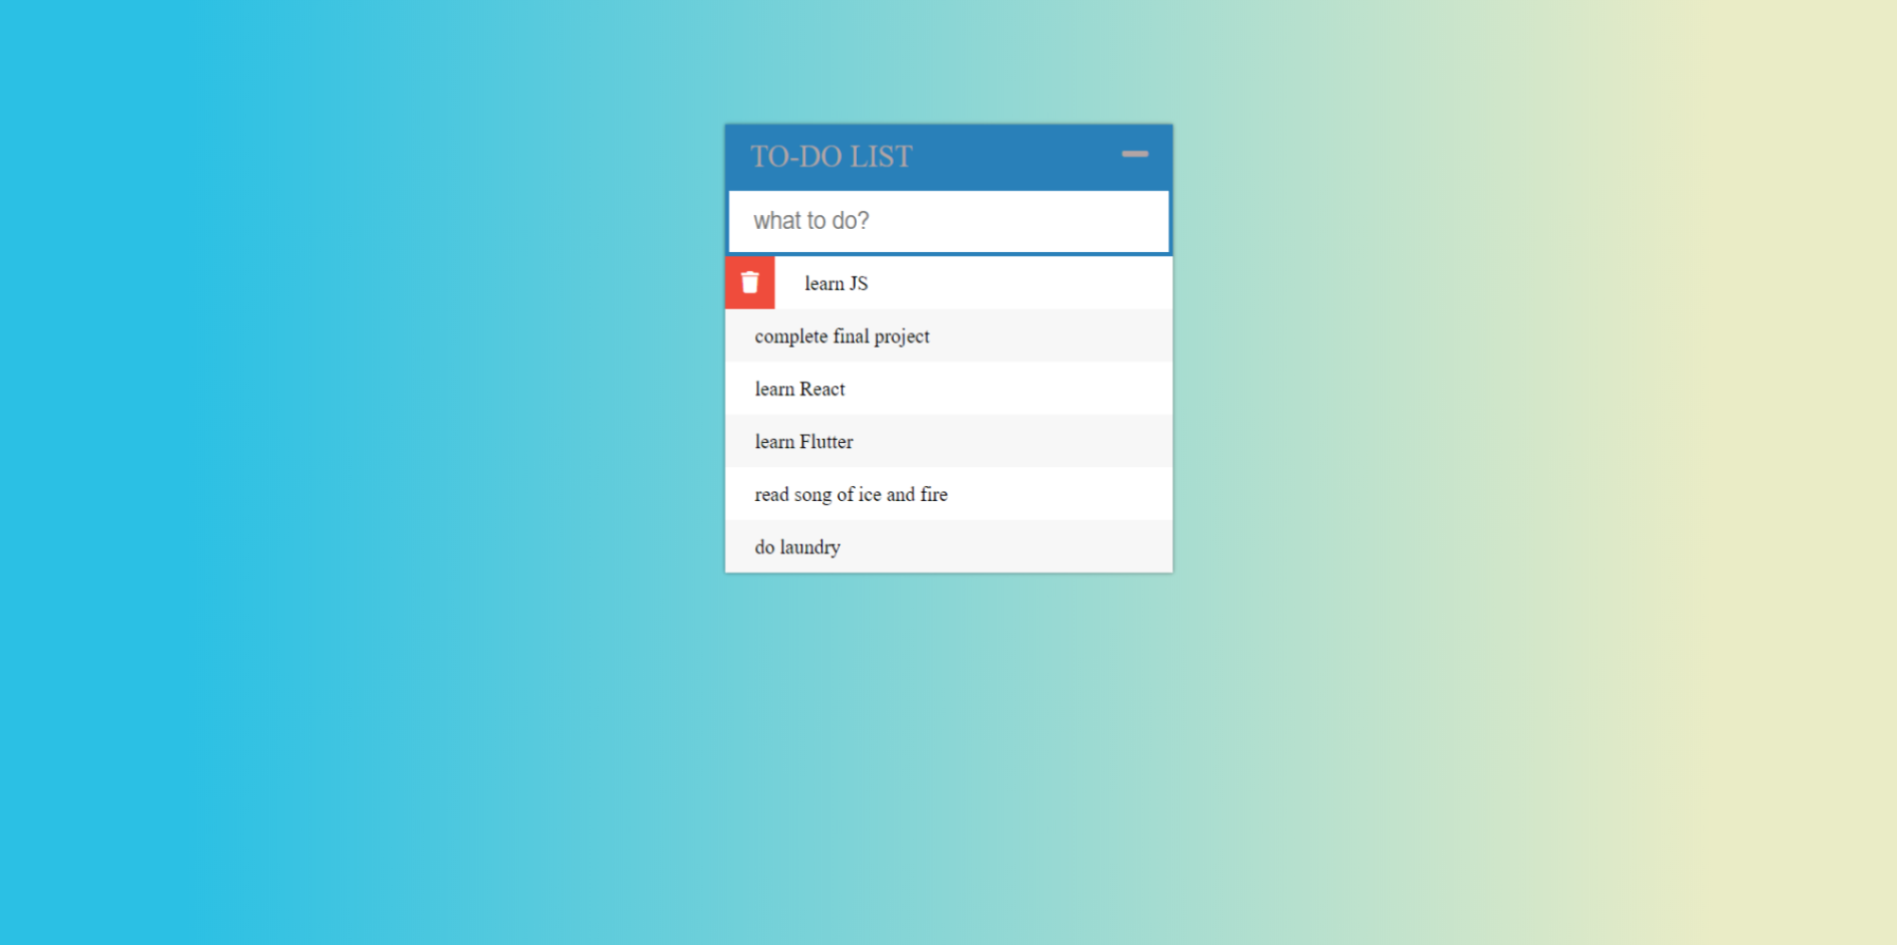 TO-DO LIST
what to do?
learn JS
complete final project
learn React
learn Flutter
read song of ice and fire
do laundry